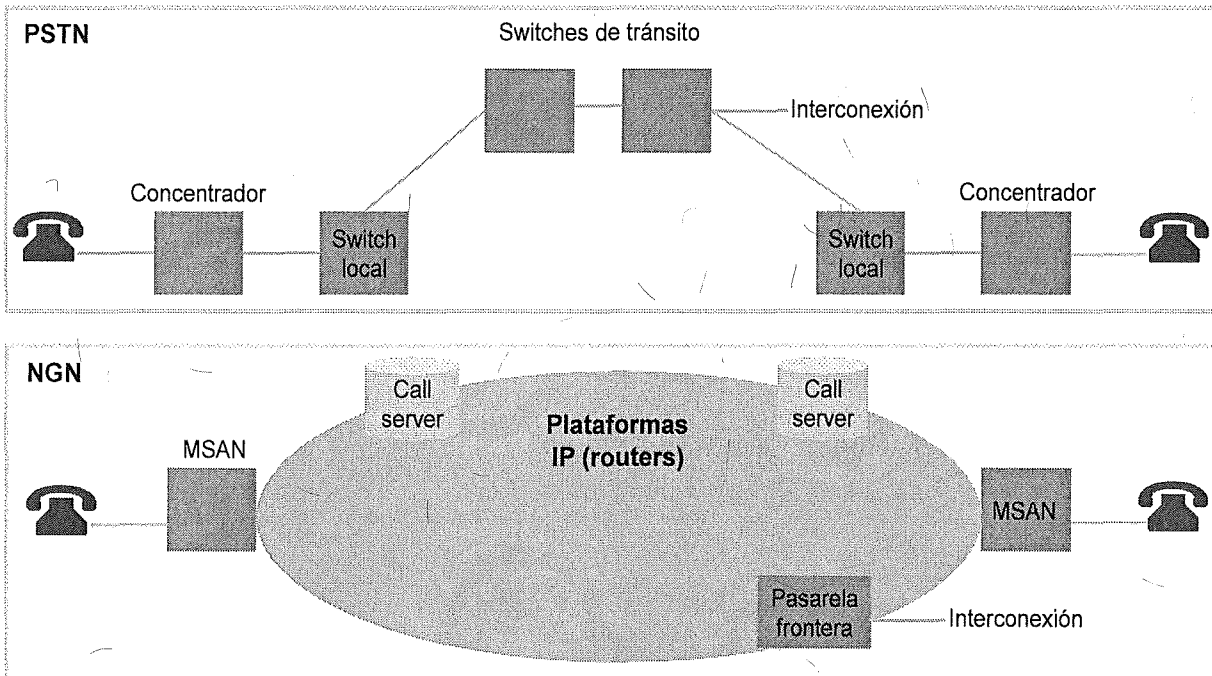 PSTN
Switches de tránsito
Interconexión
Concentrador
Concentrador
Switch
local
Switch
local
NGN
Call
server
Call
server
Plataformas
IP (routers)
MSAN
MSAN
Pasarela
frontera
Interconexión